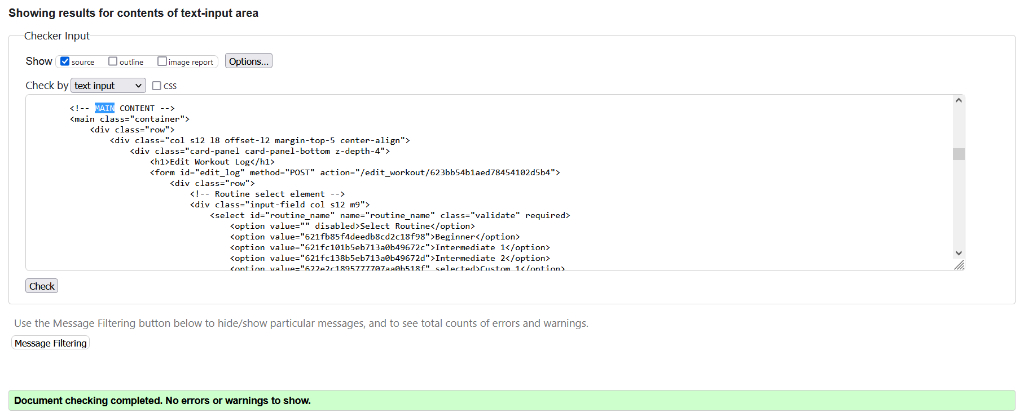 Showing results for contents of text-input area
Checker Input
Show source outline image report Options...
Check by text input css
<!-- MAIN CONTENT -->
<main class="container">
<div class="row">
<div class="col s12 l8 offset-l2 margin-top-5 center-align">
<div class="card-panel card-panel-bottom z-depth-4">
<h1>Edit Workout Log</h1>
<form id="edit_log" method="POST" action="/edit_workout/623bb54b1aed78454102d5b4">
<div class="row">
<!-- Routine select element -->
<div class="input-field col s12 m9">
<select id="routine_name" name="routine_name" class="validate" required>
<option value="" disabled>Select Routine</option>
<option value="621fb85f4deedb8cd2c18f98">Beginner</option>
<option value="621fc101b5eb713a0b49672c">Intermediate 1</option>
<option value="621fc138b5eb713a0b49672d">Intermediate 2</option>
<option value="622e2c1895777707aa0b518f" selected>Custom 1</option>
Check
Use the Message Filtering button below to hide/show particular messages, and to see total counts of errors and warnings.
Message Filtering
Document checking completed. No errors or warnings to show.